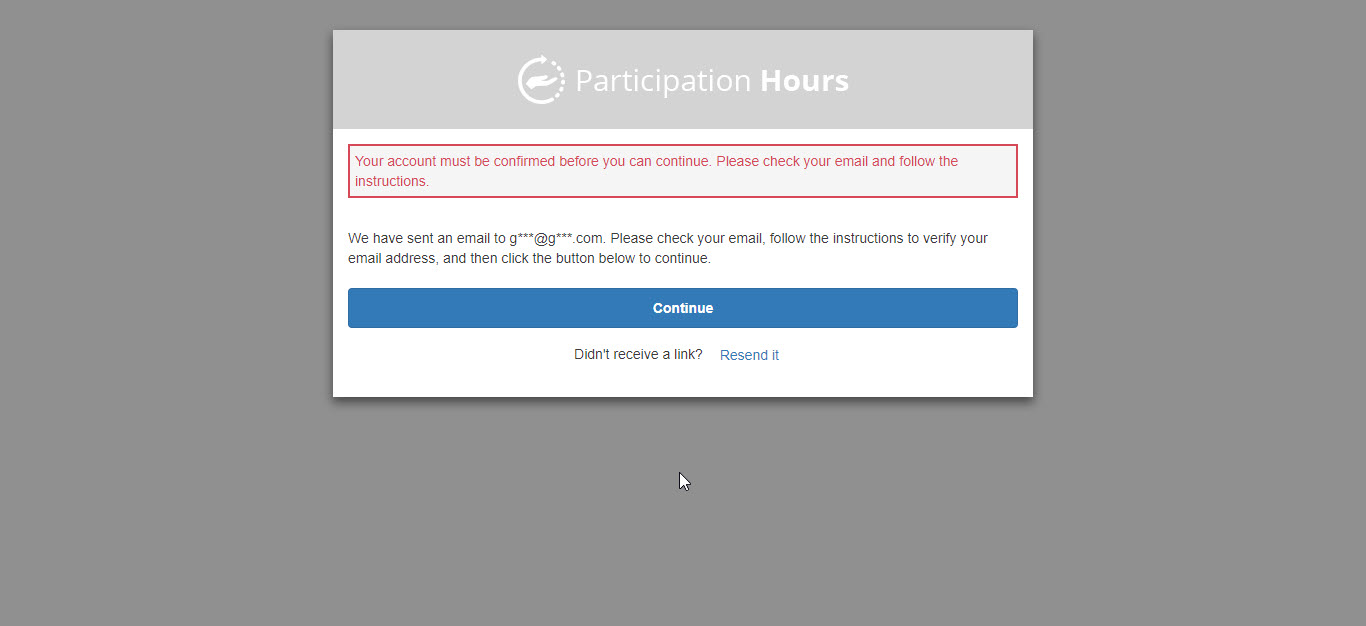 Participation Hours
Your account must be confirmed before you can continue. Please check your email and follow the
instructions.
We have sent an email to g***@g***.com. Please check your email, follow the instructions to verify your
email address, and then click the button below to continue.
Continue
Didn't receive a link? Resend it